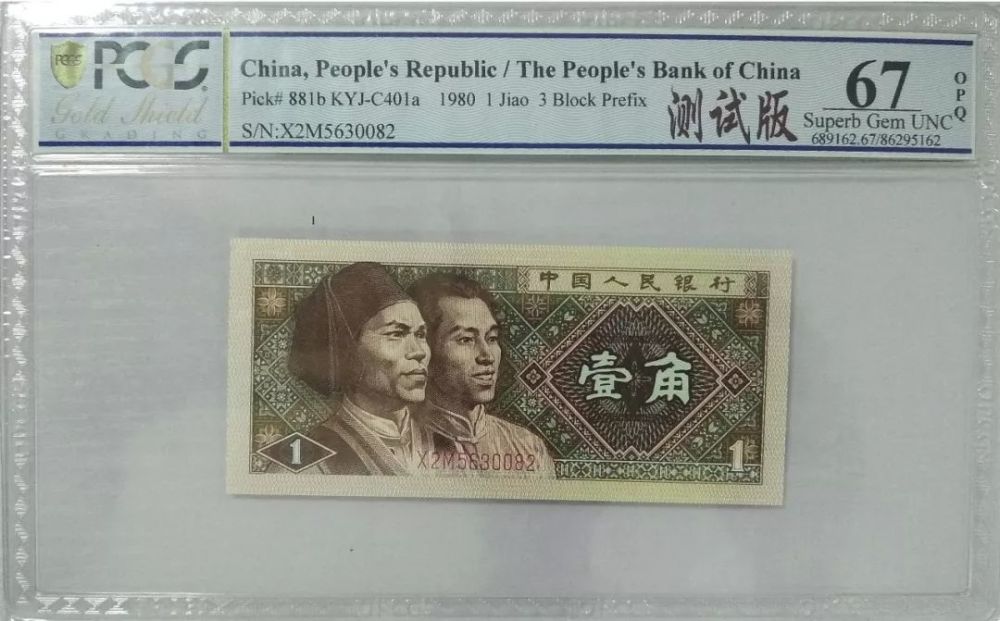 PCGS
PCGS
Gold Shield
GRADING
China, People's Republic / The People's Bank of China
Pick# 881b KYJ-C401a 1980 1 Jiao 3 Block Prefix
S/N:X2M5630082
测试版
67
Superb Gem UNC
OPQ
689162.67/86295162
中国人民银行
壹角
1
X2M5630082
1